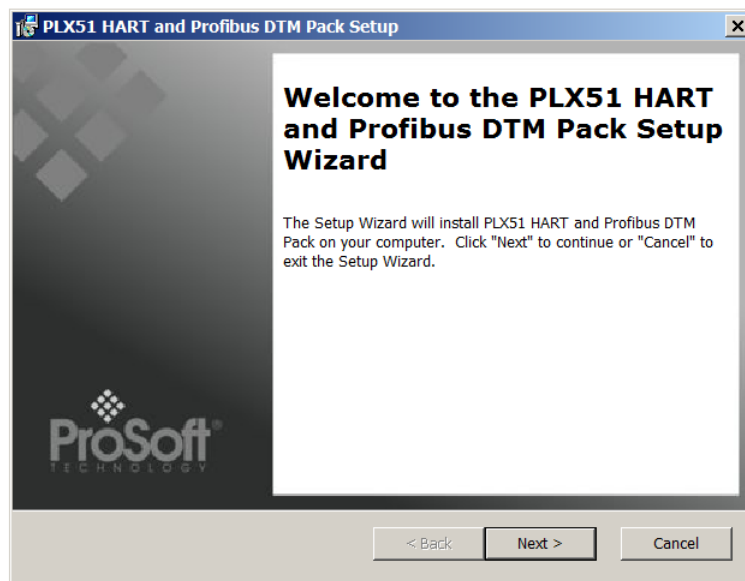 PLX51 HART and Profibus DTM Pack Setup
Welcome to the PLX51 HART
and Profibus DTM Pack Setup
Wizard
The Setup Wizard will install PLX51 HART and Profibus DTM
Pack on your computer.  Click "Next" to continue or "Cancel" to
exit the Setup Wizard.
ProSoft®
TECHNOLOGY
< Back
Next >
Cancel